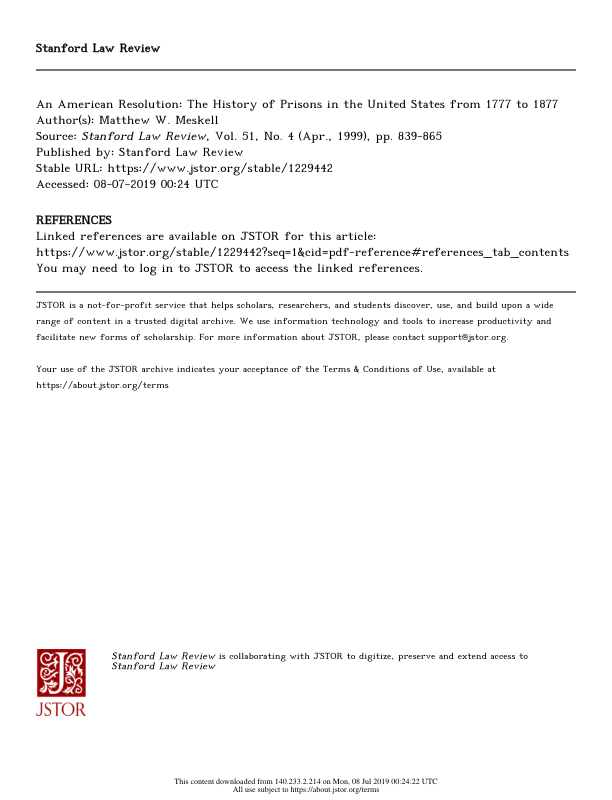 Stanford Law Review
An American Resolution: The History of Prisons in the United States from 1777 to 1877
Author(s): Matthew W. Meskell
Source: Stanford Law Review, Vol. 51, No. 4 (Apr., 1999), pp. 839-865
Published by: Stanford Law Review
Stable URL: https://www.jstor.org/stable/1229442
Accessed: 08-07-2019 00:24 UTC
REFERENCES
Linked references are available on JSTOR for this article:
https://www.jstor.org/stable/1229442?seq=1&cid=pdf-reference#references_tab_contents
You may need to log in to JSTOR to access the linked references.
JSTOR is a not-for-profit service that helps scholars, researchers, and students discover, use, and build upon a wide
range of content in a trusted digital archive. We use information technology and tools to increase productivity and
facilitate new forms of scholarship. For more information about JSTOR, please contact support@jstor.org.
Your use of the JSTOR archive indicates your acceptance of the Terms & Conditions of Use, available at
https://about.jstor.org/terms
Stanford Law Review is collaborating with JSTOR to digitize, preserve and extend access to
Stanford Law Review
J
JSTOR
This content downloaded from 140.233.2.214 on Mon, 08 Jul 2019 00:24:22 UTC
All use subject to https://about.jstor.org/terms